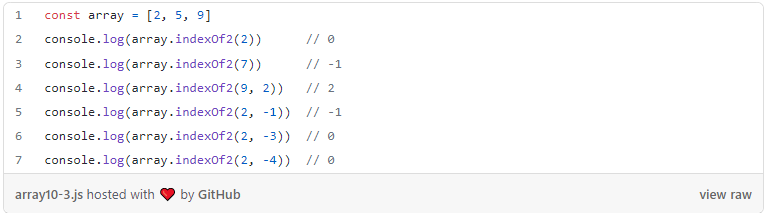 1 const array = [2, 5, 9]
2 console.log(array.indexOf2(2)) // 0
3 console.log(array.indexOf2(7)) // -1
4 console.log(array.indexOf2(9, 2)) // 2
5 console.log(array.indexOf2(2, -1)) // -1
6 console.log(array.indexOf2(2, -3)) // 0
7 console.log(array.indexOf2(2, -4)) // 0
array10-3.js hosted with ❤ by GitHub view raw